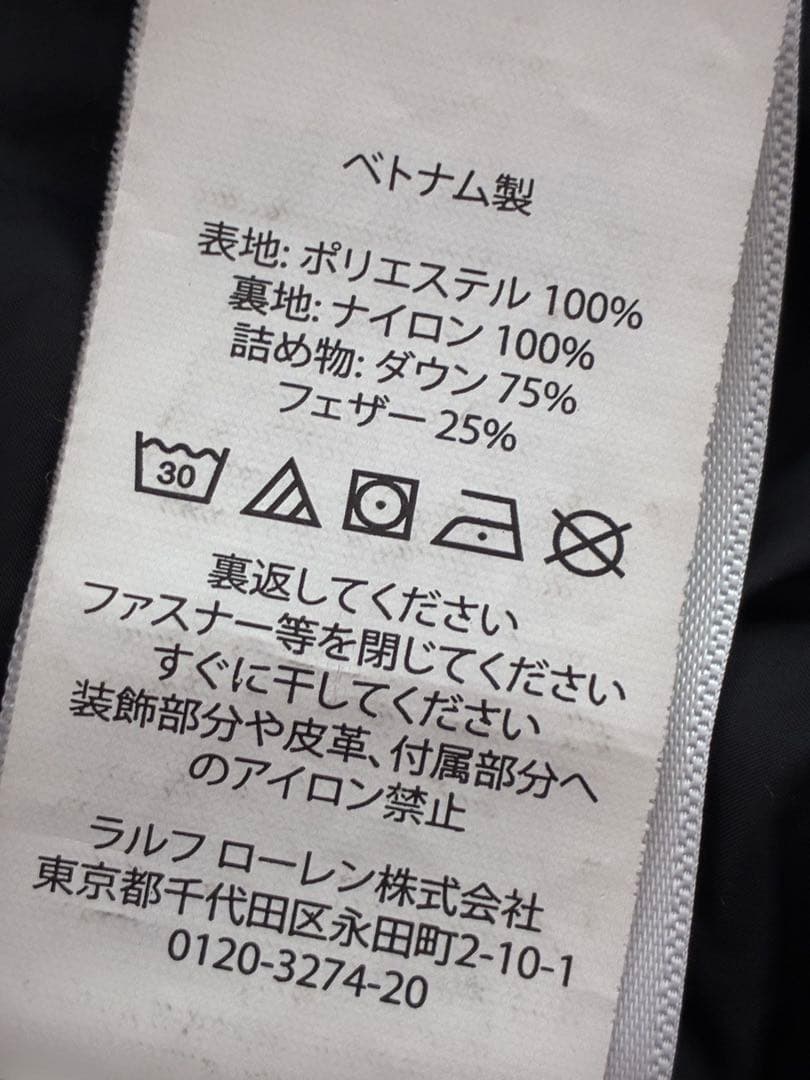 ベトナム製
表地: ポリエステル 100%
裏地: ナイロン 100%
詰め物: ダウン 75%
フェザー 25%
30
裏返してください
ファスナー等を閉じてください
すぐに干してください
装飾部分や皮革、付属部分へ
のアイロン禁止
ラルフ ローレン株式会社
東京都千代田区永田町2-10-1
0120-3274-20